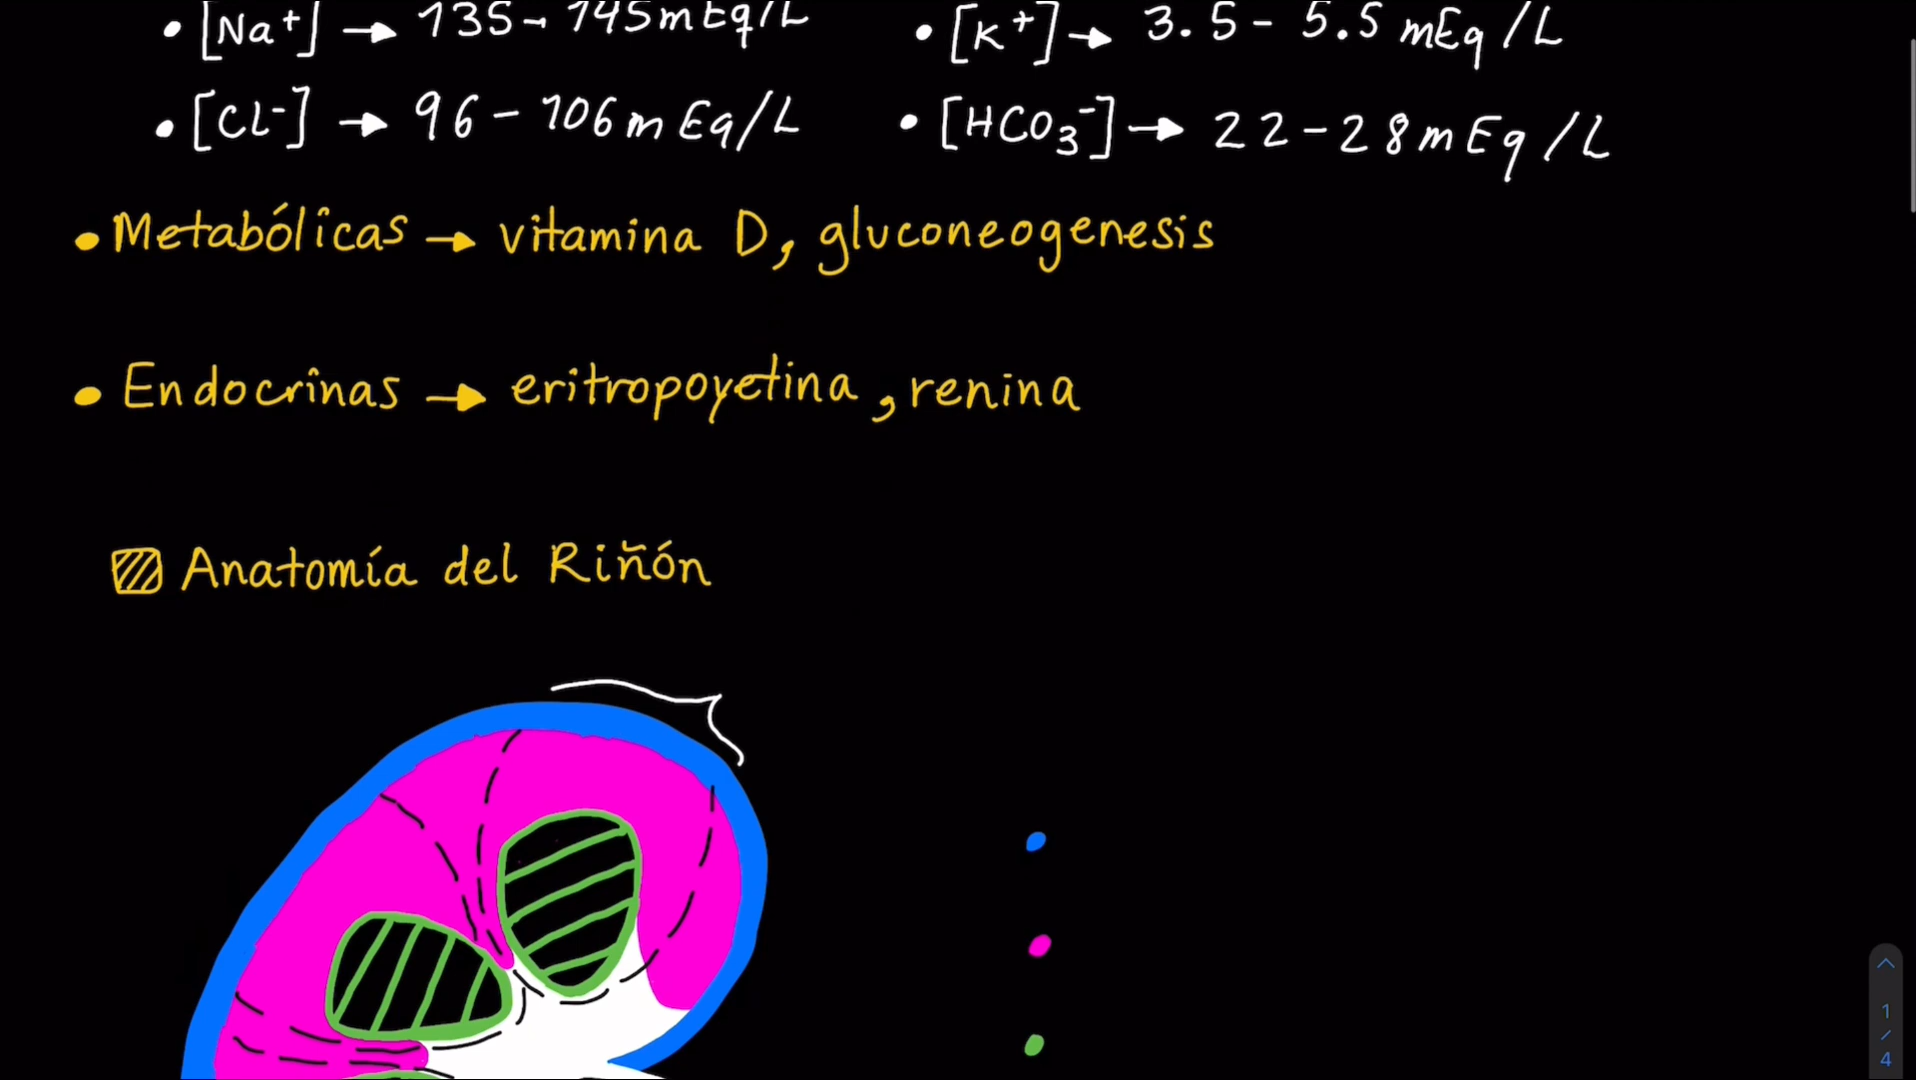 • [Na⁺] → 135 - 145 mEq/L • [K⁺] → 3.5 - 5.5 mEq/L
• [Cl⁻] → 96 - 106 mEq/L • [HCO₃⁻] → 22 - 28 mEq/L
• Metabólicas → vitamina D, gluconeogenesis
• Endocrinas → eritropoyetina, renina
Anatomía del Riñón
1
/
4